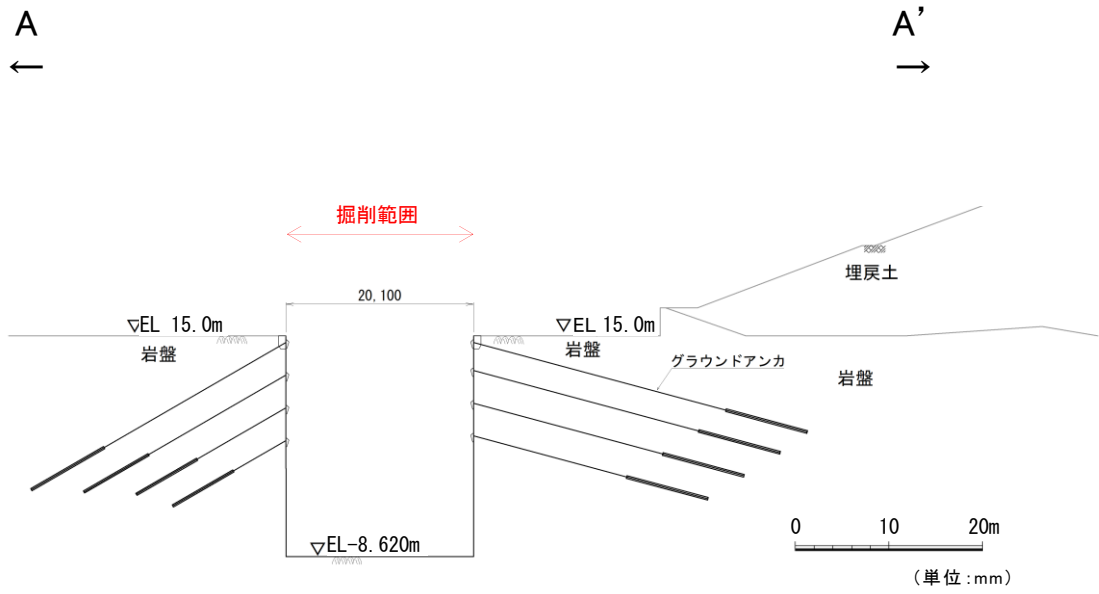 A
A’
← →
掘削範囲
20,100
▽EL 15.0m
▽EL 15.0m
岩盤
岩盤
埋戻土
グラウンドアンカ
岩盤
▽EL-8.620m
0 10 20m
(単位:mm)